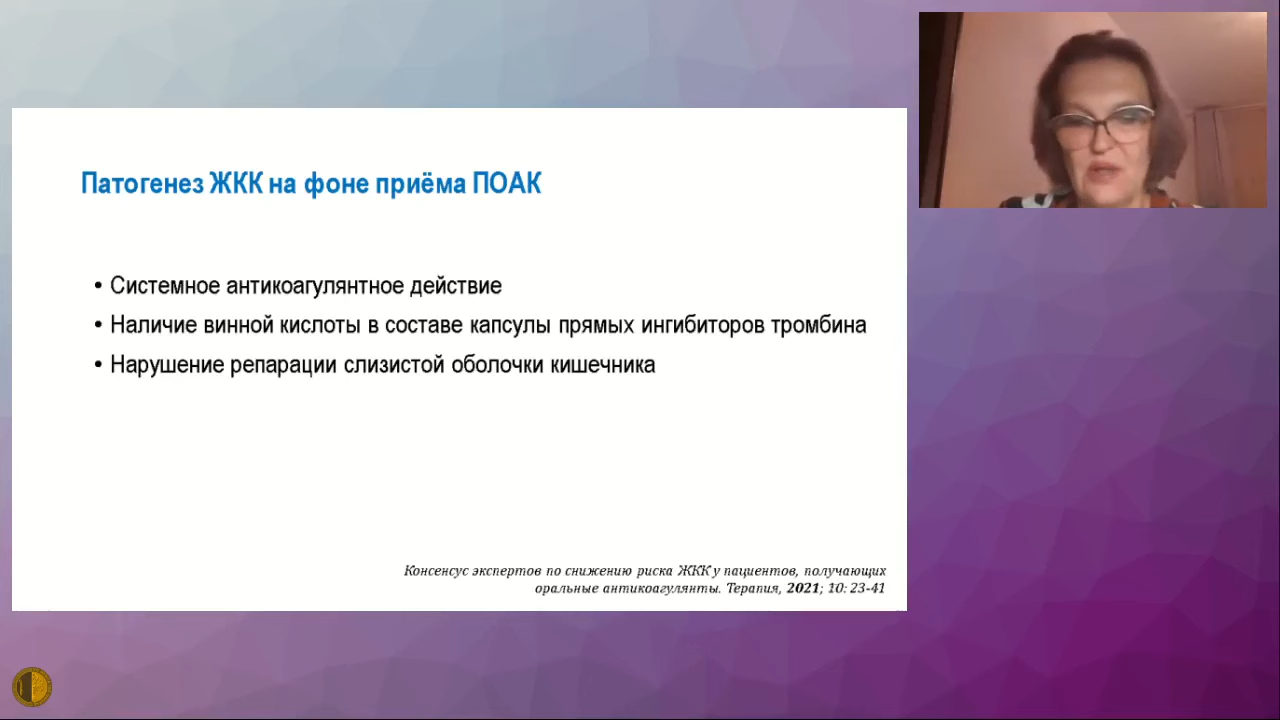 Патогенез ЖКК на фоне приёма ПОАК
• Системное антикоагулянтное действие
• Наличие винной кислоты в составе капсулы прямых ингибиторов тромбина
• Нарушение репарации слизистой оболочки кишечника
Консенсус экспертов по снижению риска ЖКК у пациентов, получающих
оральные антикоагулянты. Терапия, 2021; 10: 23-41